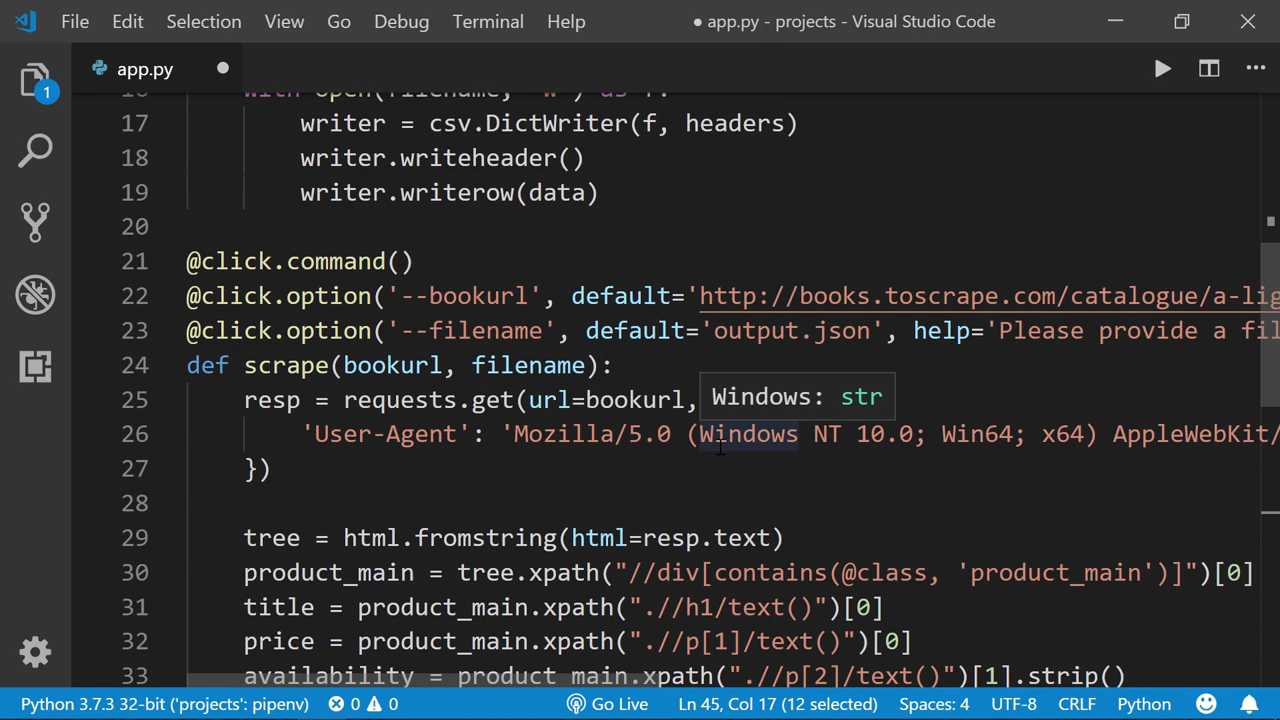 File Edit Selection View Go Debug Terminal Help ● app.py - projects - Visual Studio Code
app.py
1
17 writer = csv.DictWriter(f, headers)
18 writer.writeheader()
19 writer.writerow(data)
20
21 @click.command()
22 @click.option('--bookurl', default='http://books.toscrape.com/catalogue/a-lig
23 @click.option('--filename', default='output.json', help='Please provide a fil
24 def scrape(bookurl, filename):
25 resp = requests.get(url=bookurl,
Windows: str
26 'User-Agent': 'Mozilla/5.0 (Windows NT 10.0; Win64; x64) AppleWebKit/
27 })
28
29 tree = html.fromstring(html=resp.text)
30 product_main = tree.xpath("//div[contains(@class, 'product_main')]")[0]
31 title = product_main.xpath(".//h1/text()")[0]
32 price = product_main.xpath(".//p[1]/text()")[0]
33 availability = product_main.xpath(".//p[2]/text()")[1].strip()
Python 3.7.3 32-bit ('projects': pipenv) 0 0 Go Live Ln 45, Col 17 (12 selected) Spaces: 4 UTF-8 CRLF Python